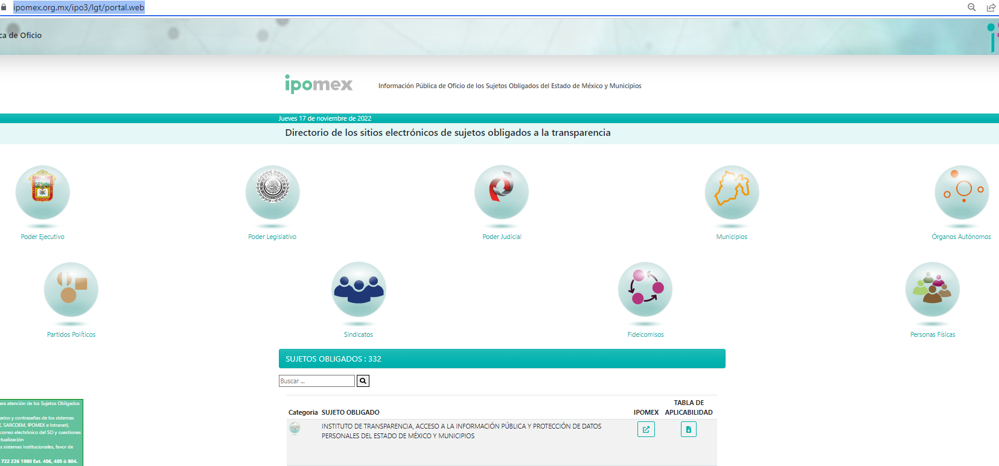 ipomex.org.mx/ipo3/lgt/portal.web
ca de Oficio
ipomex
Información Pública de Oficio de los Sujetos Obligados del Estado de México y Municipios
Jueves 17 de noviembre de 2022
Directorio de los sitios electrónicos de sujetos obligados a la transparencia
Poder Ejecutivo
Poder Legislativo
Poder Judicial
Municipios
Órganos Autónomos
Partidos Políticos
Sindicatos
Fideicomisos
Personas Físicas
SUJETOS OBLIGADOS : 332
Buscar ...
Categoria SUJETO OBLIGADO IPOMEX TABLA DE APLICABILIDAD
INSTITUTO DE TRANSPARENCIA, ACCESO A LA INFORMACIÓN PÚBLICA Y PROTECCIÓN DE DATOS
PERSONALES DEL ESTADO DE MÉXICO Y MUNICIPIOS
ara atención de los Sujetos Obligados
arios y contraseñas de los sistemas
X, SARCOEM, IPOMEX e Intranet).
correo electrónico del SO y cuestiones
ctualización
os sistemas institucionales, favor de
722 226 1980 Ext. 406, 405 ó 804.